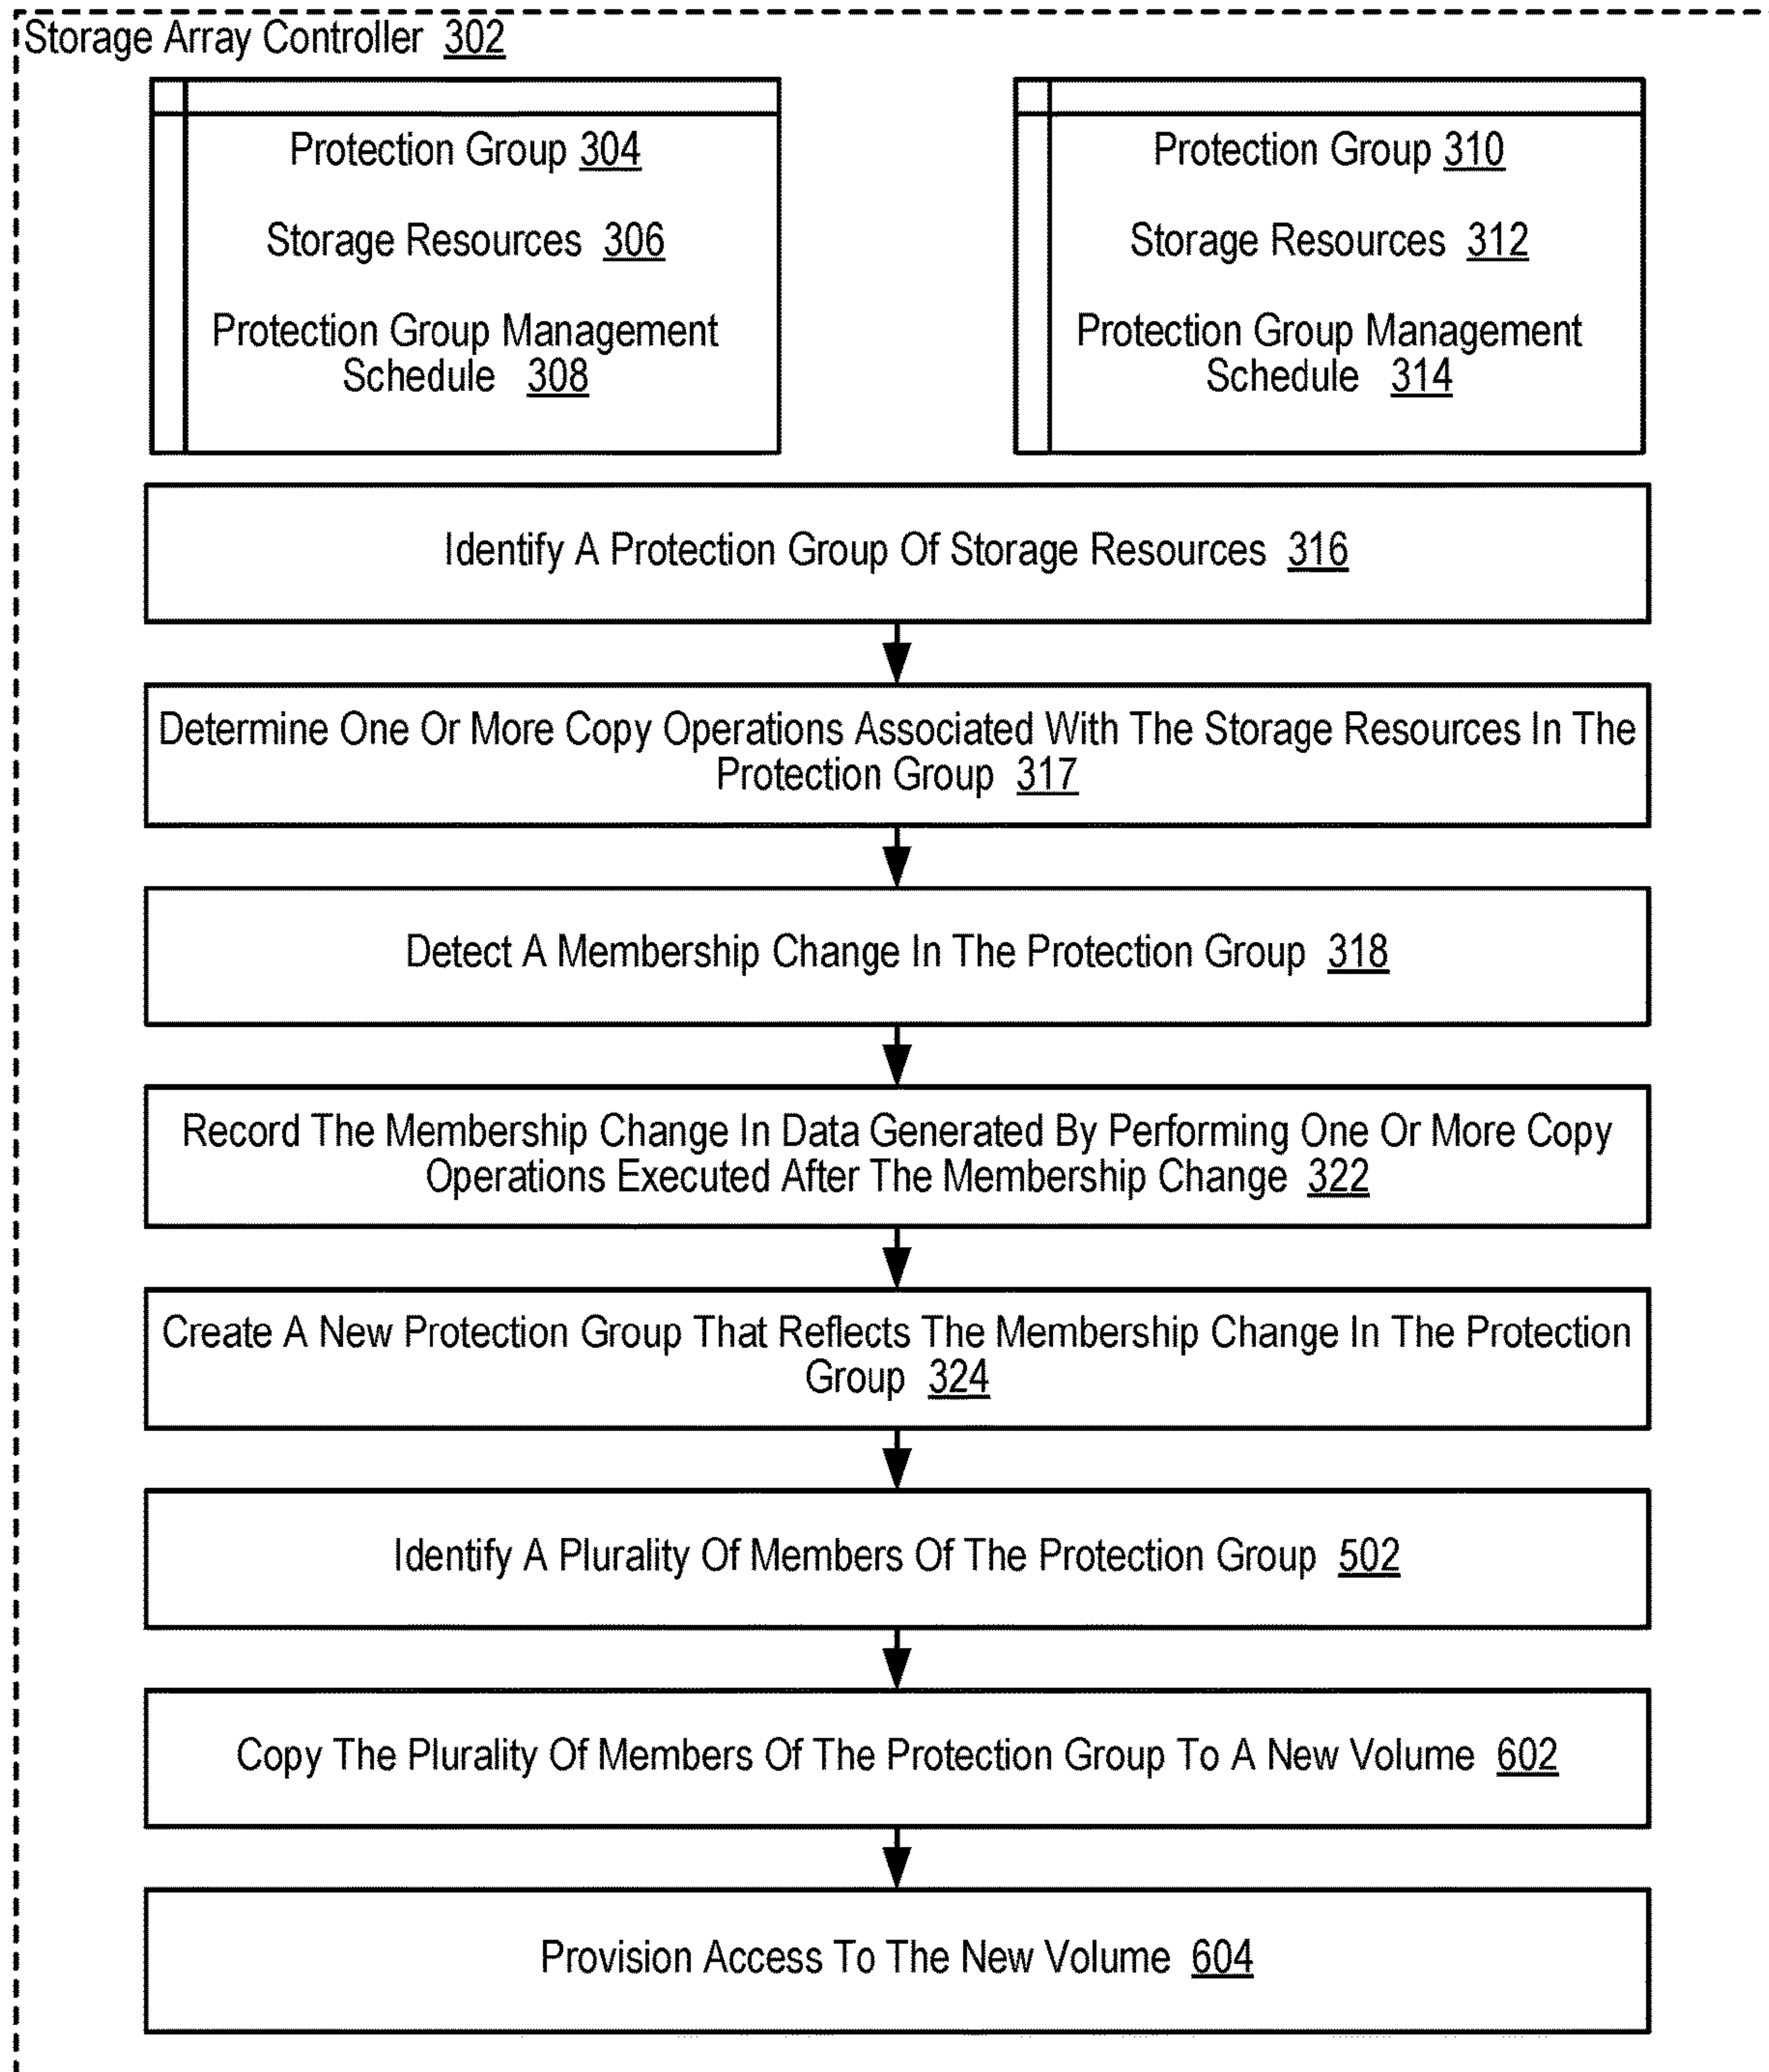 Storage Array Controller 302
Protection Group 304
Storage Resources 306
Protection Group Management
Schedule 308
Protection Group 310
Storage Resources 312
Protection Group Management
Schedule 314
Identify A Protection Group Of Storage Resources 316
Determine One Or More Copy Operations Associated With The Storage Resources In The
Protection Group 317
Detect A Membership Change In The Protection Group 318
Record The Membership Change In Data Generated By Performing One Or More Copy
Operations Executed After The Membership Change 322
Create A New Protection Group That Reflects The Membership Change In The Protection
Group 324
Identify A Plurality Of Members Of The Protection Group 502
Copy The Plurality Of Members Of The Protection Group To A New Volume 602
Provision Access To The New Volume 604